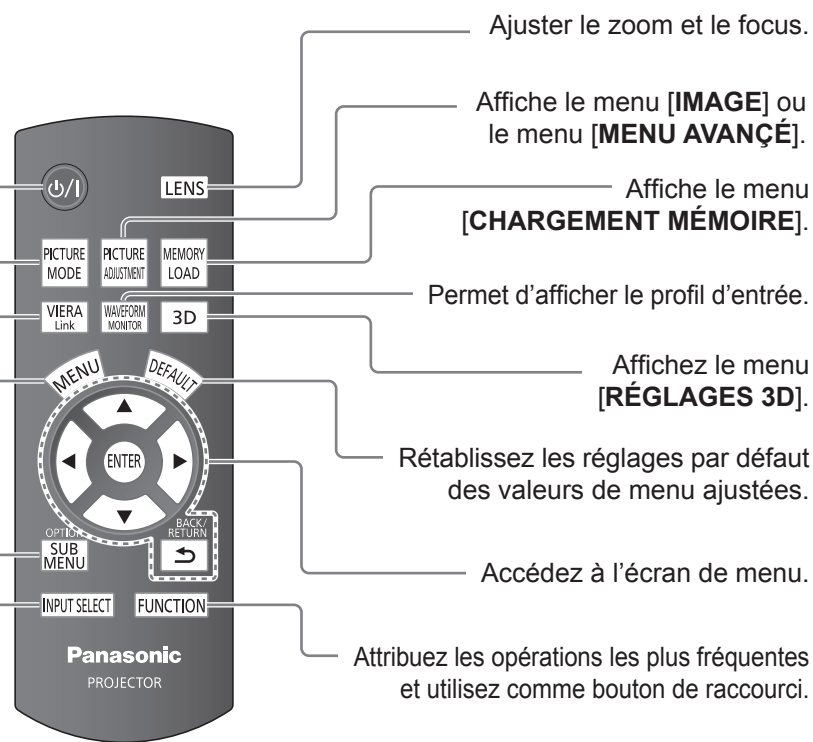 Ajuster le zoom et le focus.
Affiche le menu [IMAGE] ou
le menu [MENU AVANÇÉ].
Affiche le menu
[CHARGEMENT MÉMOIRE].
Permet d'afficher le profil d'entrée.
Affichez le menu
[RÉGLAGES 3D].
Rétablissez les réglages par défaut
des valeurs de menu ajustées.
Accédez à l'écran de menu.
Attribuez les opérations les plus fréquentes
et utilisez comme bouton de raccourci.
LENS
PICTURE
MODE
PICTURE
ADJUSTMENT
MEMORY
LOAD
VIERA
Link
WAVEFORM
MONITOR
3D
MENU
DEFAULT
ENTER
OPTION
SUB
MENU
BACK/
RETURN
INPUT SELECT
FUNCTION
Panasonic
PROJECTOR